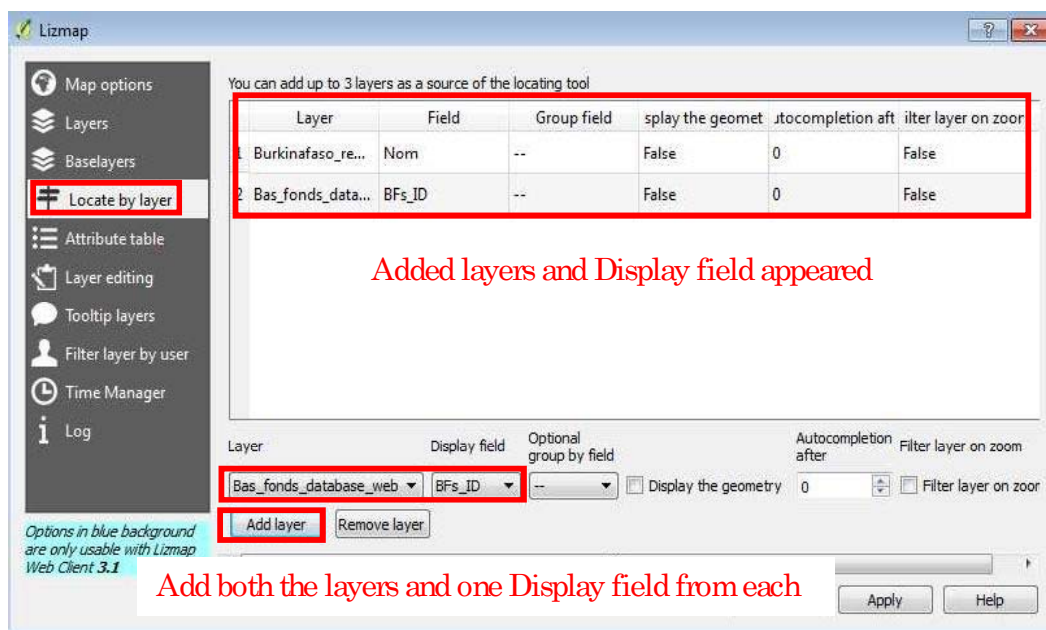 Lizmap
Map options
Layers
Baselayers
Locate by layer
Attribute table
Layer editing
Tooltip layers
Filter layer by user
Time Manager
Log
Options in blue background
are only usable with Lizmap
Web Client 3.1
You can add up to 3 layers as a source of the locating tool
Layer Field Group field splay the geomet utocompletion aft ilter layer on zoor
1 Burkinafaso_re... Nom -- False 0 False
2 Bas_fonds_data... BFs_ID -- False 0 False
Added layers and Display field appeared
Layer Display field Optional group by field Autocompletion after Filter layer on zoom
Bas_fonds_database_web BFs_ID -- Display the geometry 0 Filter layer on zoor
Add layer Remove layer
Add both the layers and one Display field from each
Apply Help